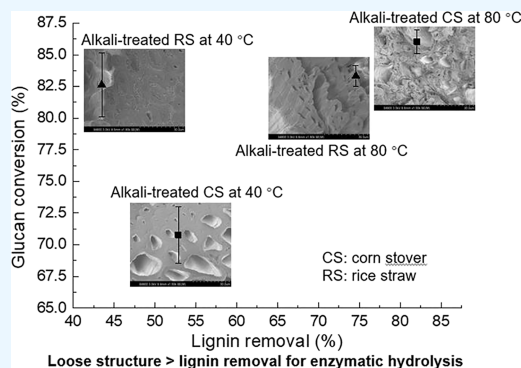 87.5
85.0
82.5
80.0
77.5
75.0
72.5
70.0
67.5
65.0
Glucan conversion (%)
Alkali-treated RS at 40 °C
Alkali-treated CS at 80 °C
Alkali-treated RS at 80 °C
Alkali-treated CS at 40 °C
CS: corn stover
RS: rice straw
40 45 50 55 60 65 70 75 80 85
Lignin removal (%)
Loose structure > lignin removal for enzymatic hydrolysis